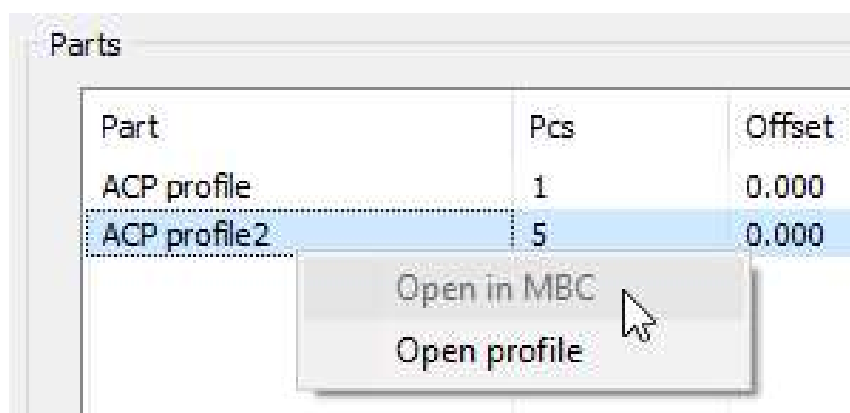 Parts
Part Pcs Offset
ACP profile 1 0.000
ACP profile2 5 0.000
Open in MBC
Open profile